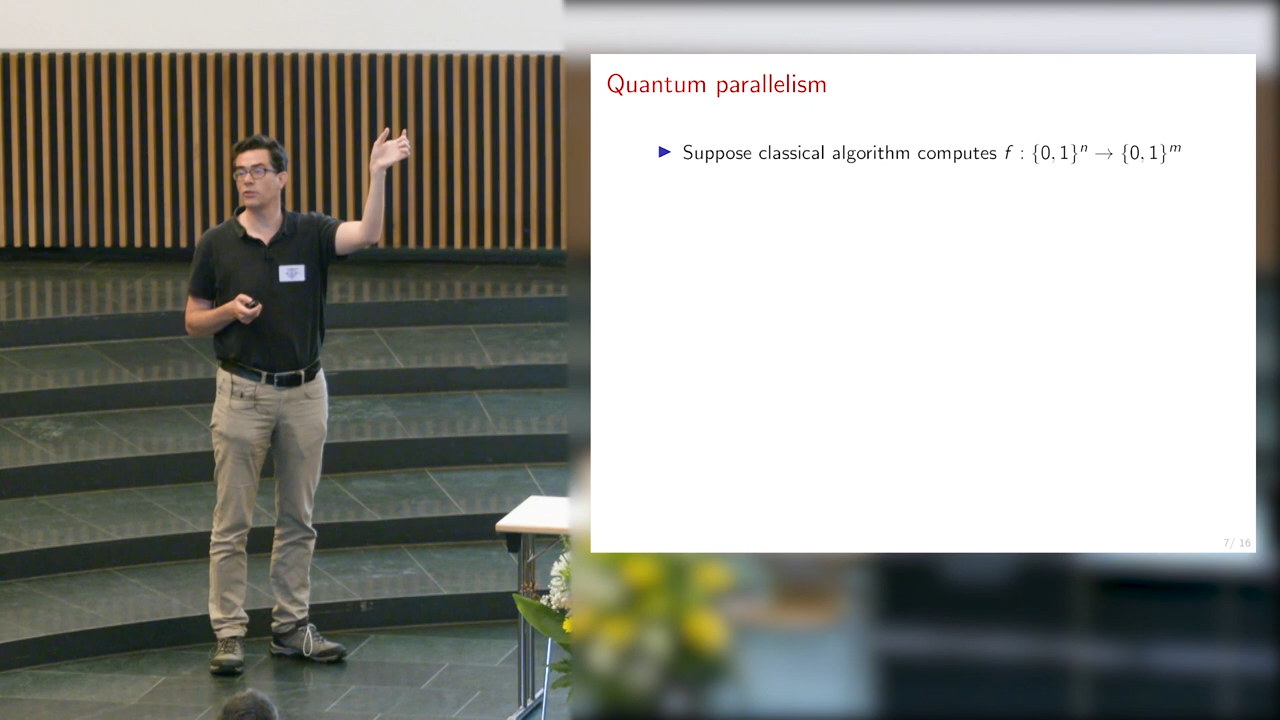 Quantum parallelism
▶ Suppose classical algorithm computes f : {0, 1}ⁿ → {0, 1}ᵐ
7/ 16